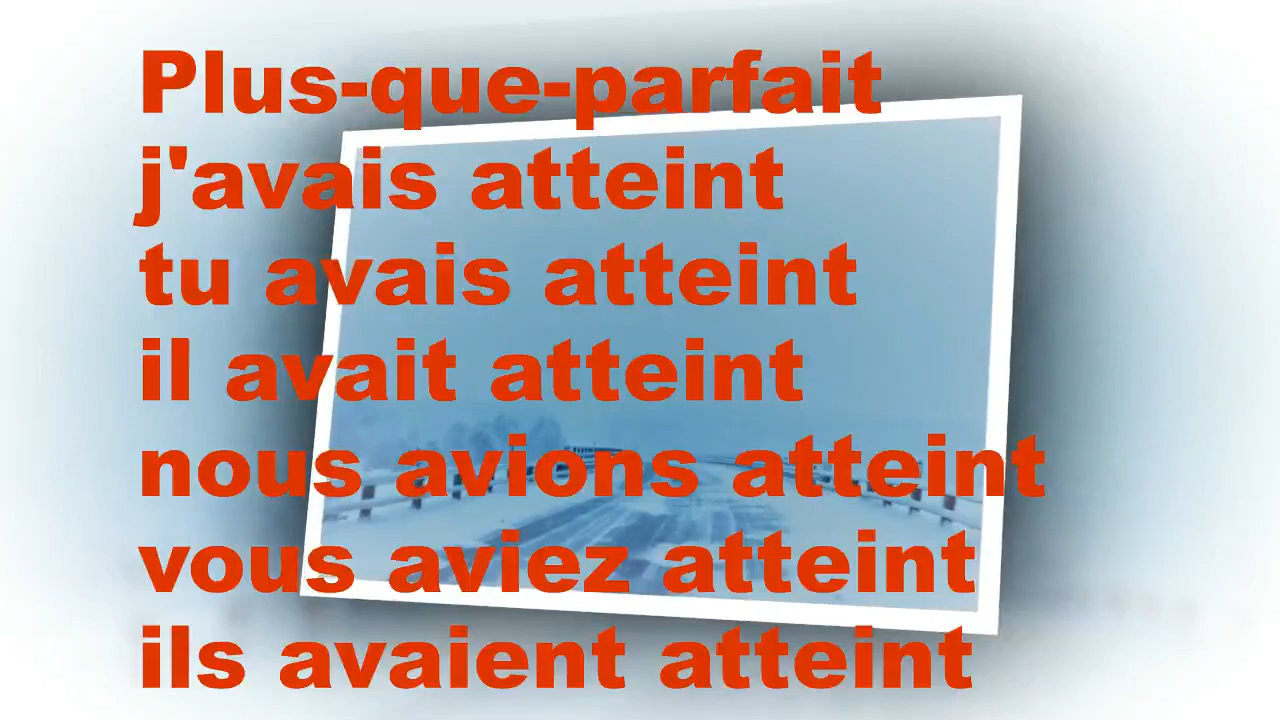 Plus-que-parfait
j'avais atteint
tu avais atteint
il avait atteint
nous avions atteint
vous aviez atteint
ils avaient atteint